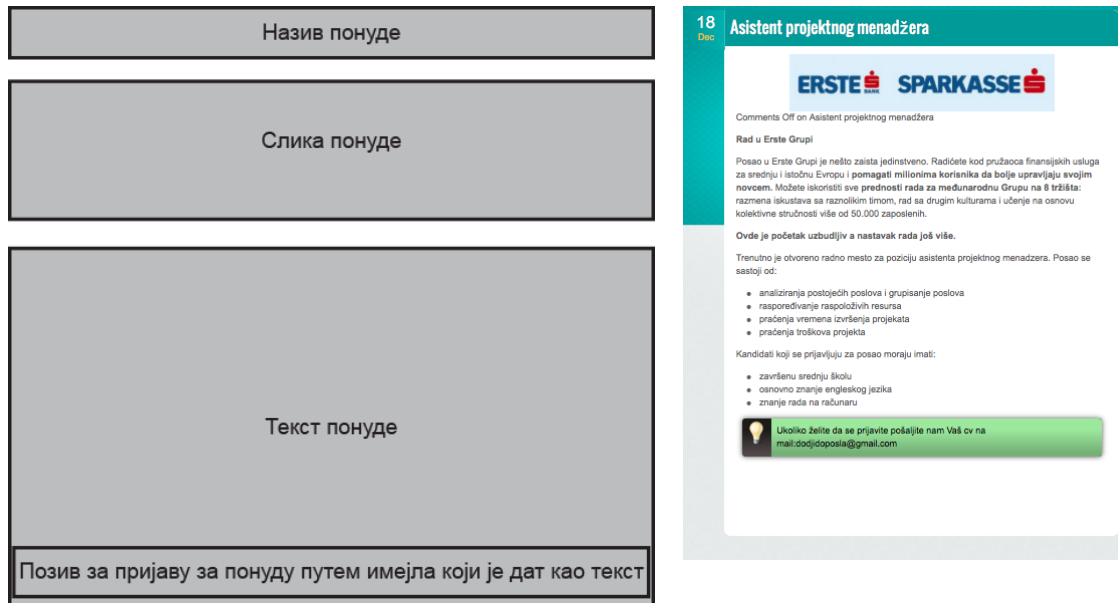 Назив понуде
Слика понуде
Текст понуде
Позив за пријаву за понуду путем имејла који је дат као текст
18
Dec
Asistent projektnog menadžera
ERSTE BANK SPARKASSE
Comments Off on Asistent projektnog menadžera
Rad u Erste Grupi
Posao u Erste Grupi je nešto zaista jedinstveno. Radićete kod pružaoca finansijskih usluga
za srednju i istočnu Evropu i pomagati milionima korisnika da bolje upravljaju svojim
novcem. Možete iskoristiti sve prednosti rada za međunarodnu Grupu na 8 tržišta:
razmena iskustava sa raznolikim timom, rad sa drugim kulturama i učenje na osnovu
kolektivne stručnosti više od 50.000 zaposlenih.
Ovde je početak uzbudljiv a nastavak rada još više.
Trenutno je otvoreno radno mesto za poziciju asistenta projektnog menadzera. Posao se
sastoji od:
analiziranja postojećih poslova i grupisanje poslova
raspoređivanje raspoloživih resursa
praćenja vremena izvršenja projekata
praćenja troškova projekta
Kandidati koji se prijavljuju za posao moraju imati:
završenu srednju školu
osnovno znanje engleskog jezika
znanje rada na računaru
Ukoliko želite da se prijavite pošaljite nam Vaš cv na
mail:dodjidoposla@gmail.com